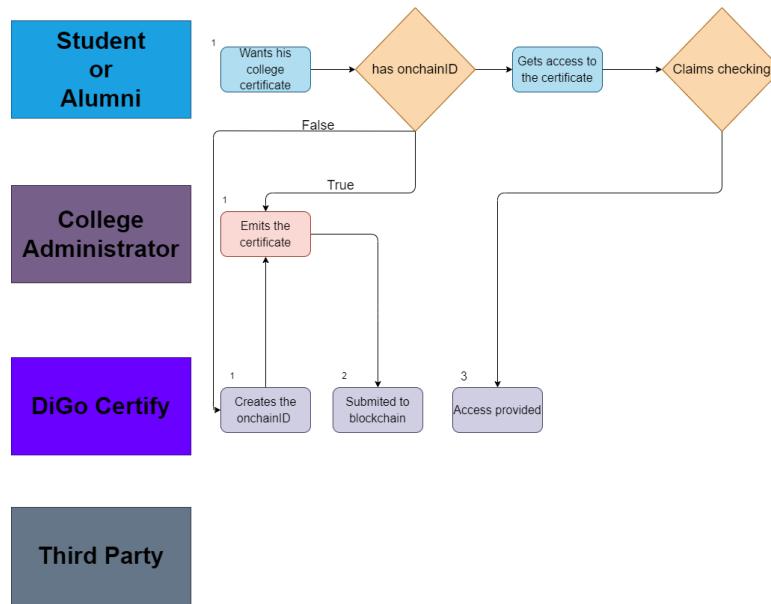 Student
or
Alumni
1
Wants his
college
certificate
has onchainID
Gets access to
the certificate
Claims checking
False
True
College
Administrator
1
Emits the
certificate
DiGo Certify
1
Creates the
onchainID
2
Submited to
blockchain
3
Access provided
Third Party